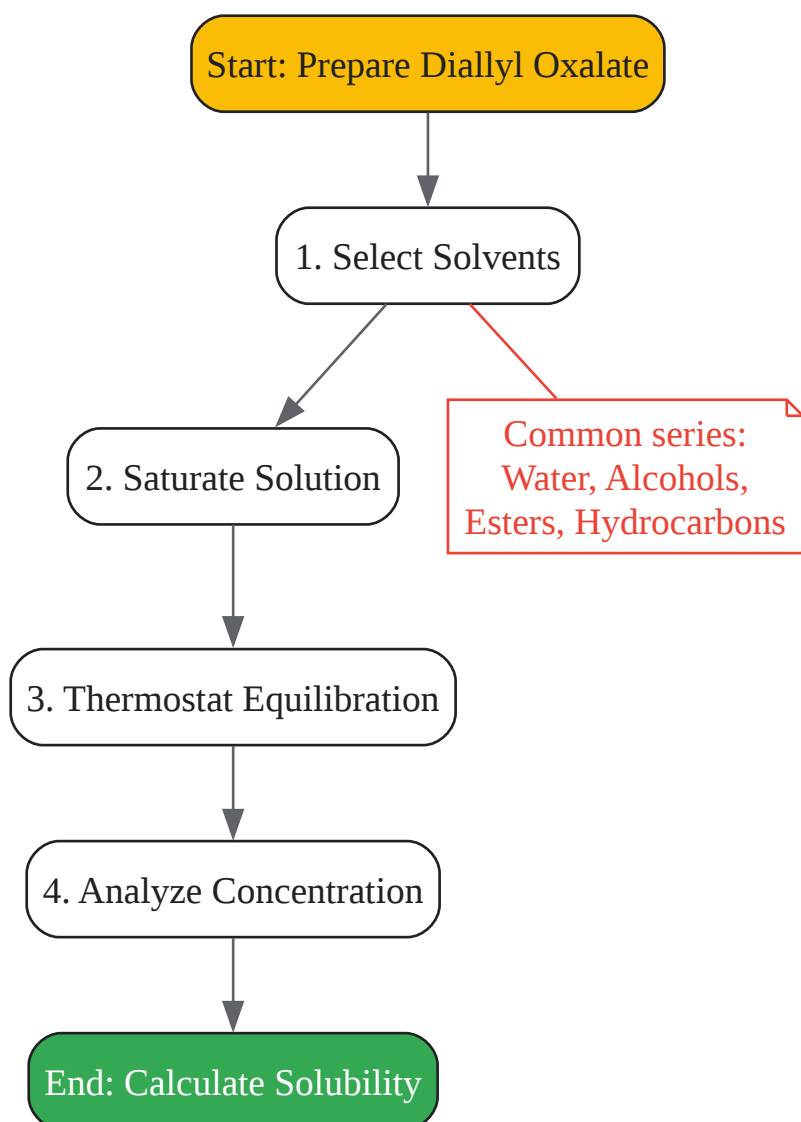 Start: Prepare Diallyl Oxalate
1. Select Solvents
Common series:
Water, Alcohols,
Esters, Hydrocarbons
2. Saturate Solution
3. Thermostat Equilibration
4. Analyze Concentration
End: Calculate Solubility